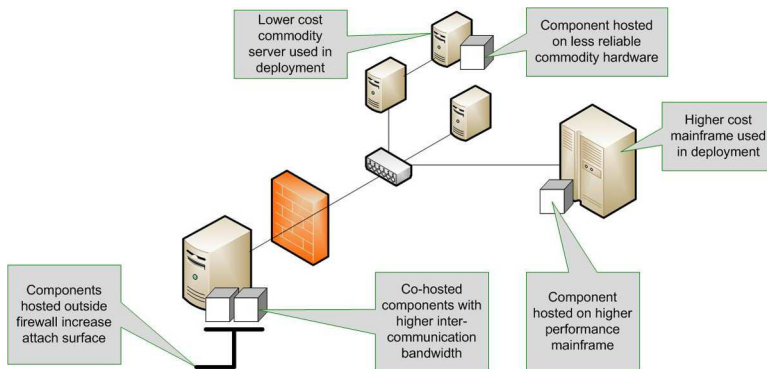 Lower cost
commodity
server used in
deployment
Component hosted
on less reliable
commodity hardware
Higher cost
mainframe used
in deployment
Components
hosted outside
firewall increase
attach surface
Co-hosted
components with
higher inter-
communication
bandwidth
Component
hosted on higher
performance
mainframe